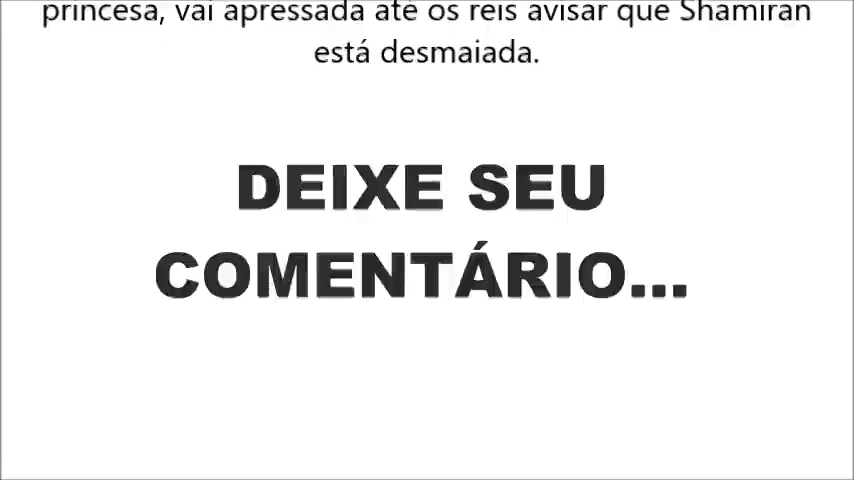 princesa, vai apressada até os reis avisar que Shamiran
está desmaiada.
DEIXE SEU
COMENTÁRIO...